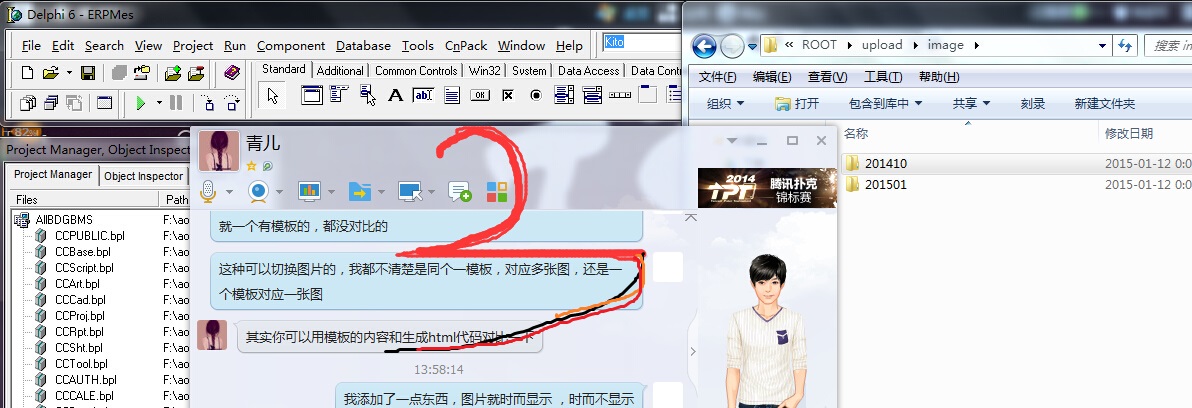 Delphi 6 - ERPMes
File Edit Search View Project Run Component Database Tools CnPack Window Help
Kito
Standard Additional Common Controls Win32 System Data Access Data Contr
Project Manager, Object Inspect
Project Manager Object Inspector
Files Path
AllBDGBMS F:\ao
CCPUBLIC.bpl F:\ao
CCBase.bpl F:\ao
CCScript.bpl F:\ao
CCArt.bpl F:\ao
CCCad.bpl F:\ao
CCProj.bpl F:\ao
CCRpt.bpl F:\ao
CCSht.bpl F:\ao
CCTool.bpl F:\ao
CCAUTH.bpl F:\ao
CCCALE.bpl F:\ao
青儿
2
2014
TPT 腾讯扑克
锦标赛
就一个有模板的，都没对比的
这种可以切换图片的，我都不清楚是同个一模板，对应多张图，还是一
个模板对应一张图
其实你可以用模板的内容和生成html代码对比一下
13:58:14
我添加了一点东西，图片就时而显示 ，时而不显示
« ROOT upload image
搜索 im
文件(F) 编辑(E) 查看(V) 工具(T) 帮助(H)
组织 打开 包含到库中 共享 刻录 新建文件夹
名称 修改日期
201410 2015-01-12 0:0
201501 2015-01-12 0:0